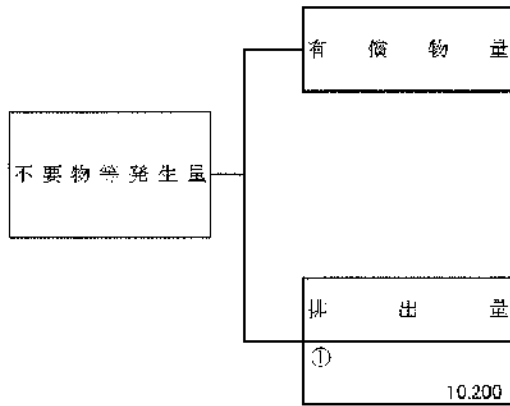 有償物量
不要物等発生量
排出量
①
10.200